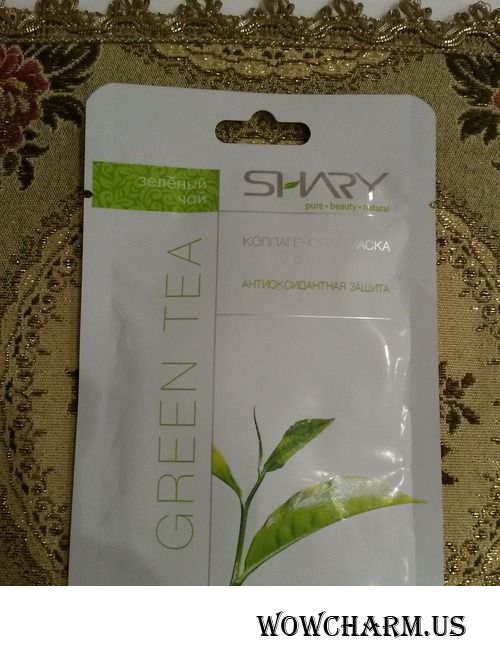 зелёный
чай
SHARY
pure • beauty • natural
КОЛЛАГЕНОВАЯ МАСКА
АНТИОКСИДАНТНАЯ ЗАЩИТА
GREEN TEA
WOWCHARM.US